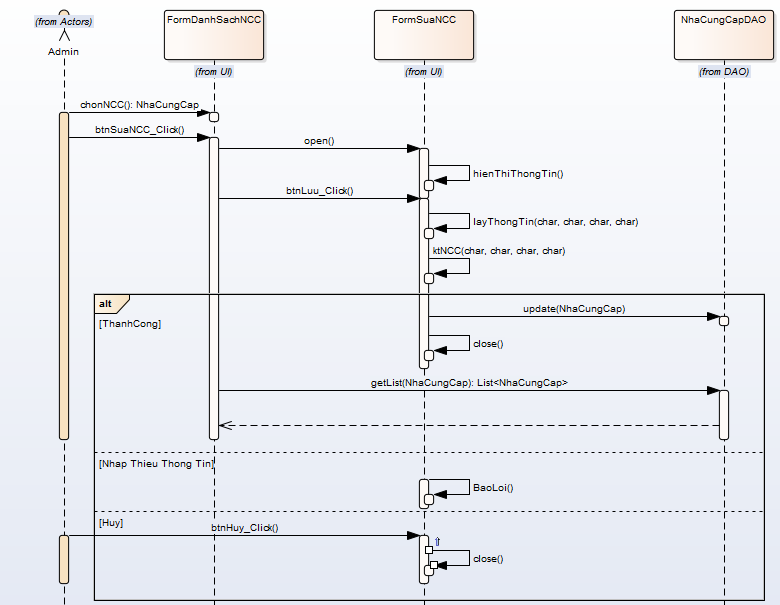 (from Actors)
Admin
FormDanhSachNCC
(from UI)
FormSuaNCC
(from UI)
NhaCungCapDAO
(from DAO)
chonNCC(): NhaCungCap
btnSuaNCC_Click()
open()
hienThiThongTin()
btnLuu_Click()
layThongTin(char, char, char, char)
ktNCC(char, char, char, char)
alt
[ThanhCong]
update(NhaCungCap)
close()
getList(NhaCungCap): List<NhaCungCap>
[Nhap Thieu Thong Tin]
BaoLoi()
[Huy]
btnHuy_Click()
close()